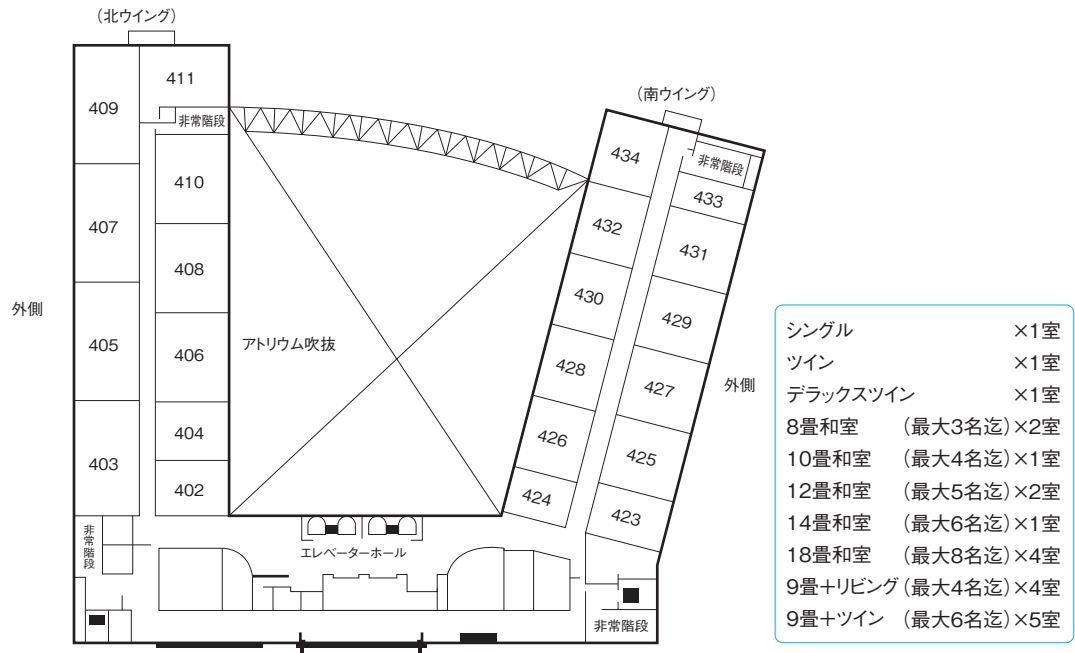 (北ウイング)
411
409
非常階段
(南ウイング)
434
非常階段
410
433
407
432
431
408
430
外側
429
405
406
アトリウム吹抜
428
427
外側
404
426
403
425
402
424
423
非常階段
エレベーターホール
非常階段
シングル ×1室
ツイン ×1室
デラックスツイン ×1室
8畳和室 (最大3名迄)×2室
10畳和室 (最大4名迄)×1室
12畳和室 (最大5名迄)×2室
14畳和室 (最大6名迄)×1室
18畳和室 (最大8名迄)×4室
9畳+リビング(最大4名迄)×4室
9畳+ツイン (最大6名迄)×5室